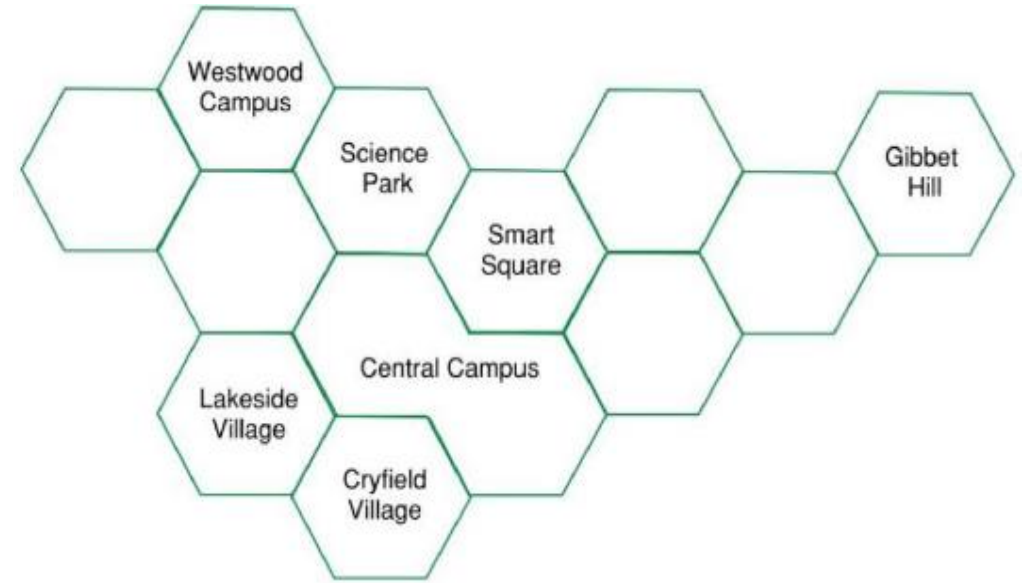 Westwood
Campus
Science
Park
Gibbet
Hill
Smart
Square
Central Campus
Lakeside
Village
Cryfield
Village